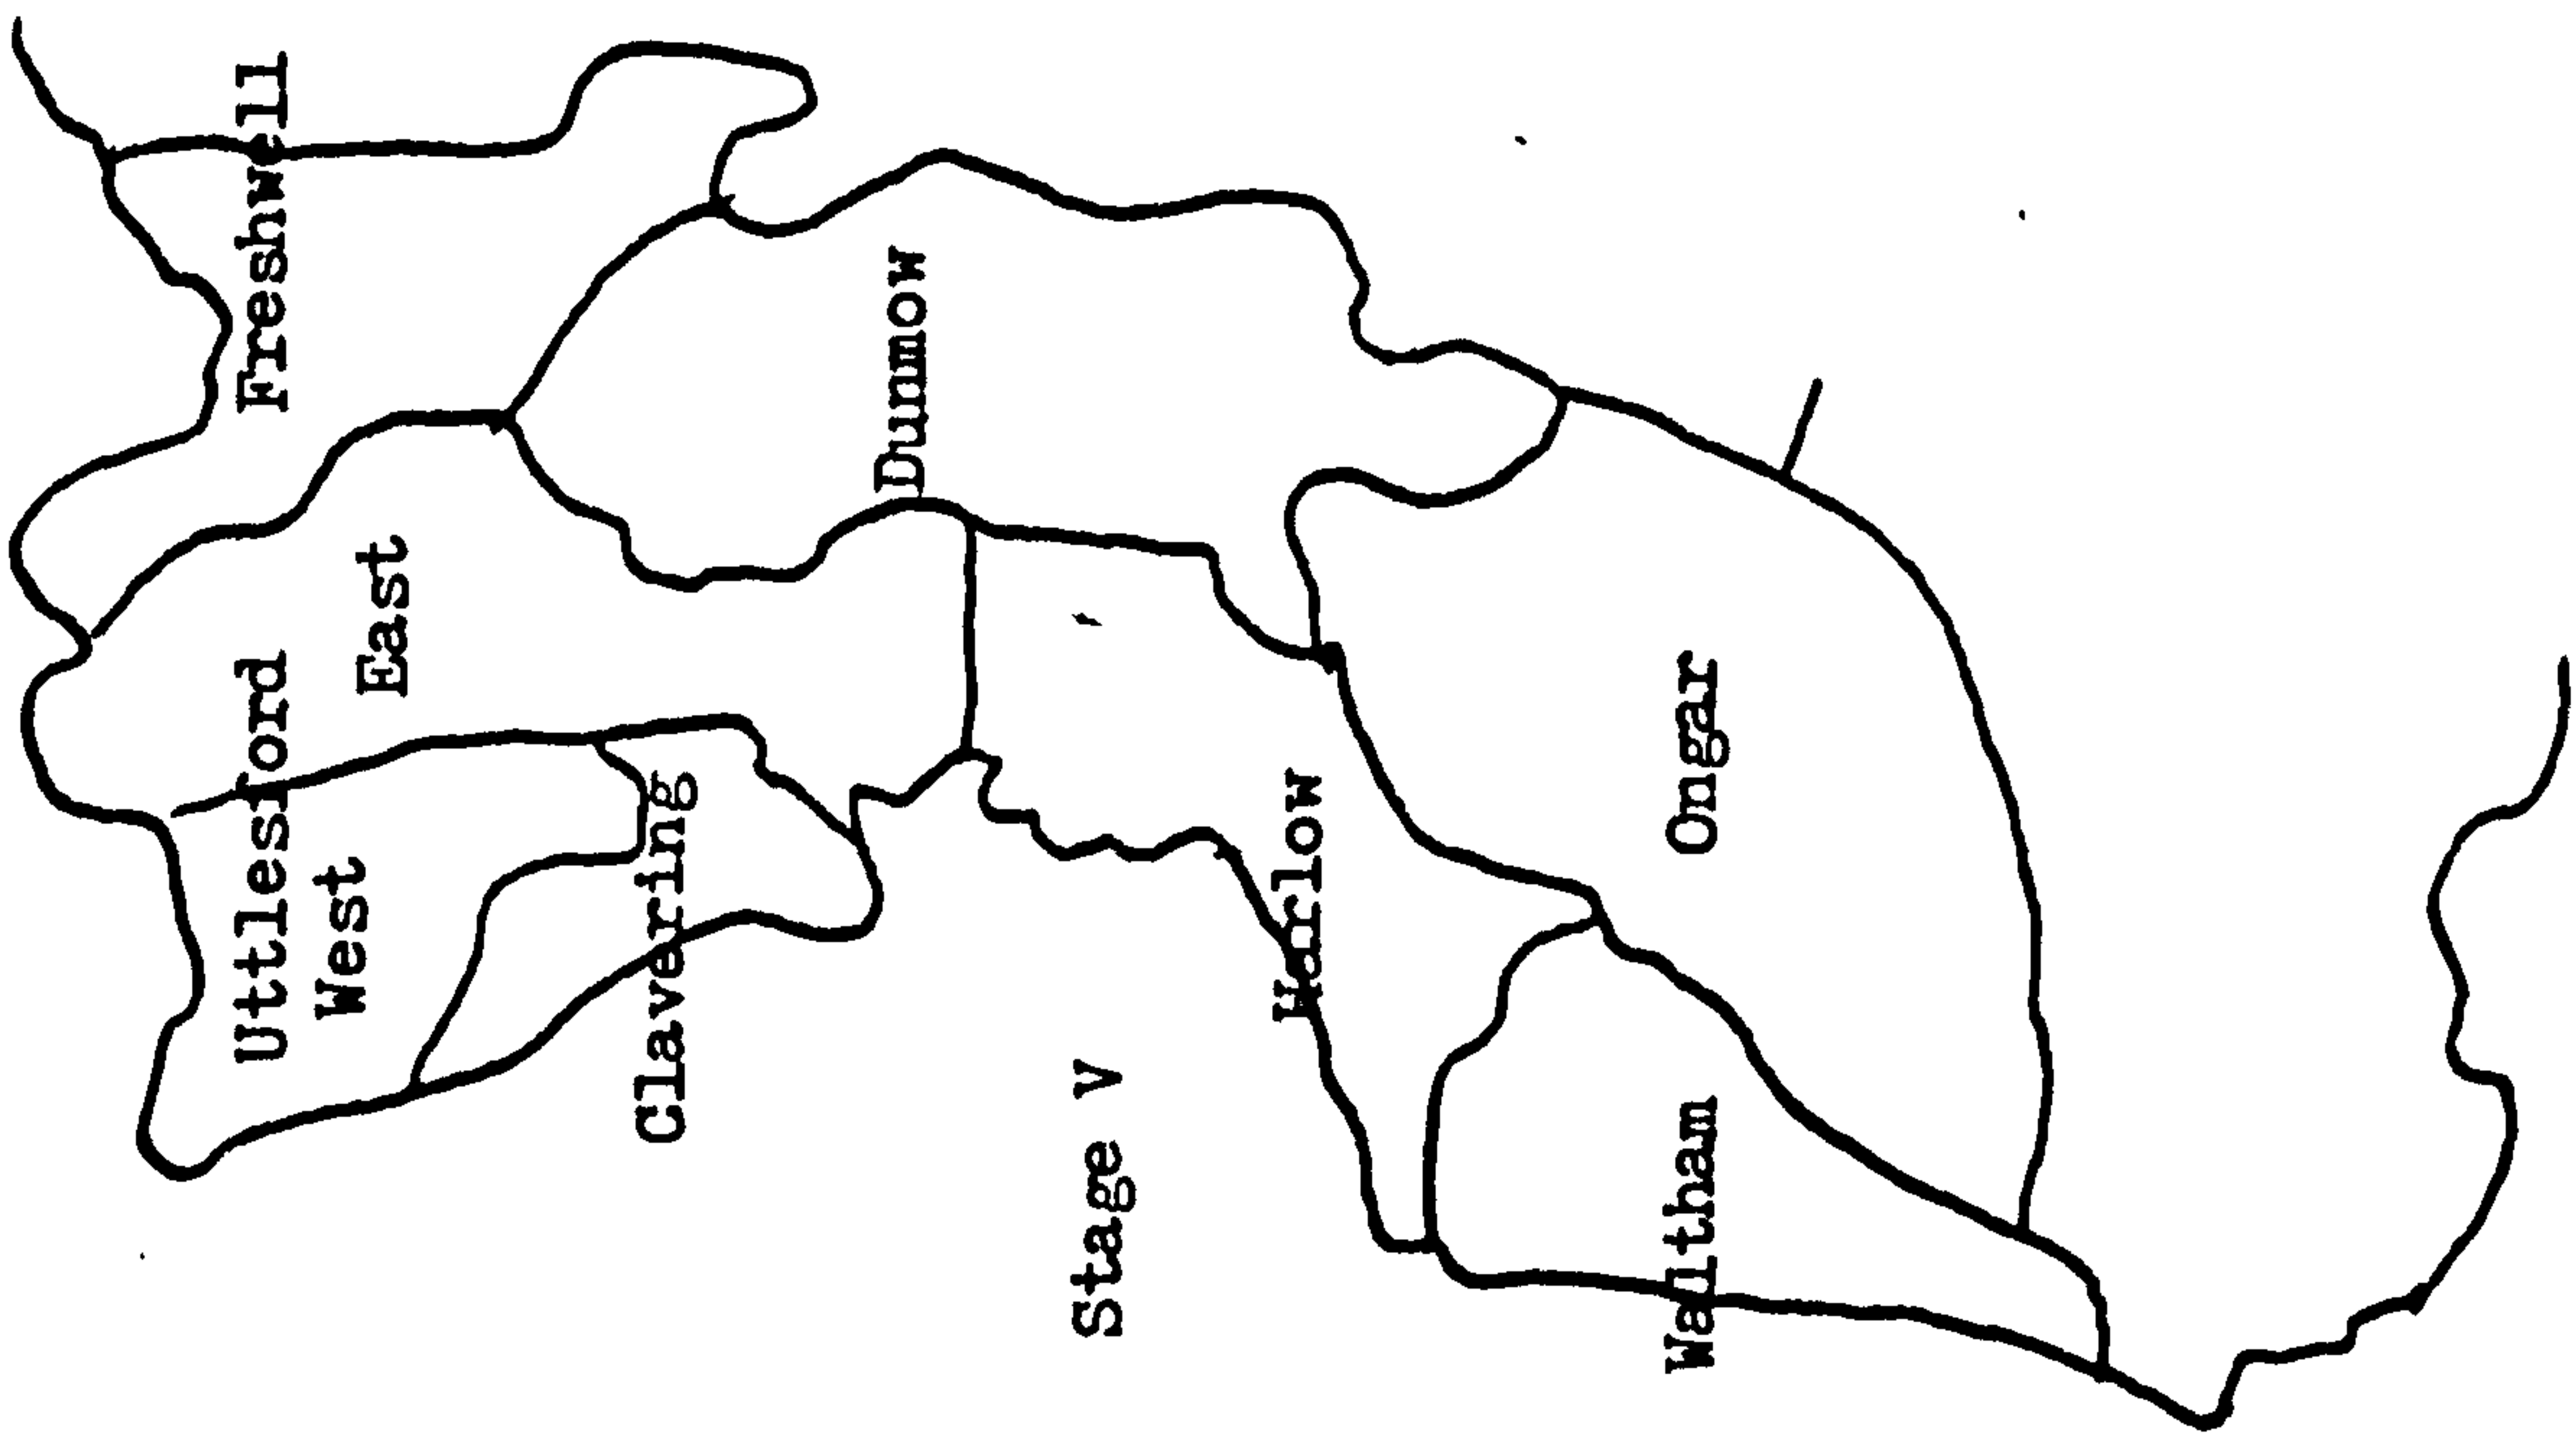 Uttlesford
Freshwell
West
East
Clavering
Dunmow
Stage V
Harlow
Waltham
Ongar